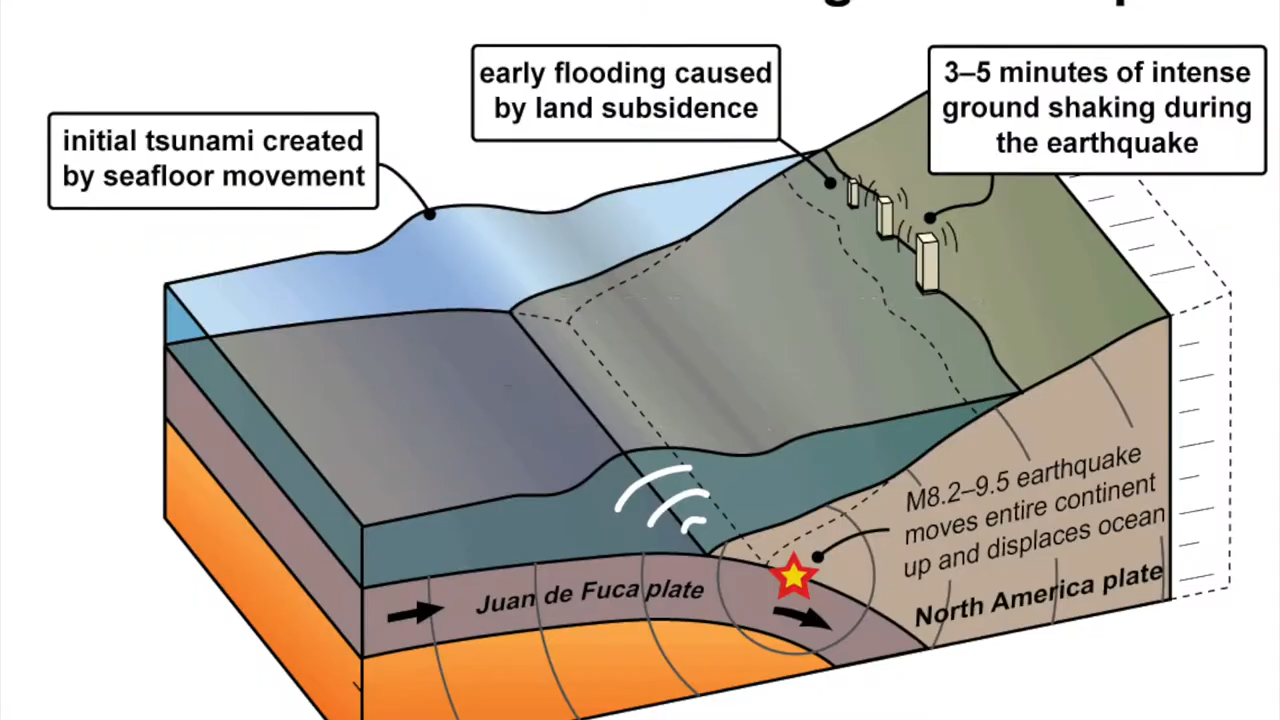 early flooding caused
by land subsidence
3–5 minutes of intense
ground shaking during
the earthquake
initial tsunami created
by seafloor movement
M8.2–9.5 earthquake
moves entire continent
up and displaces ocean
Juan de Fuca plate
North America plate